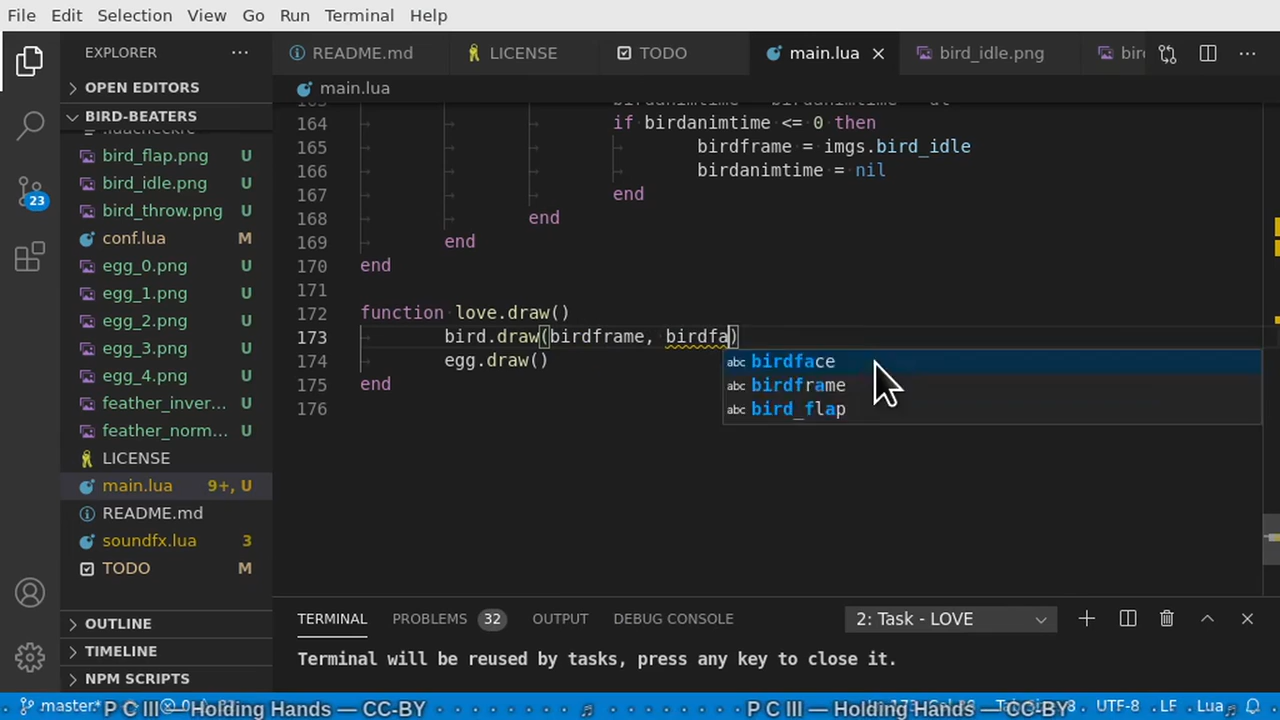 File Edit Selection View Go Run Terminal Help
EXPLORER
README.md LICENSE TODO main.lua bird_idle.png
OPEN EDITORS
main.lua
BIRD-BEATERS
bird_flap.png U
bird_idle.png U
bird_throw.png U
conf.lua M
egg_0.png U
egg_1.png U
egg_2.png U
egg_3.png U
egg_4.png U
feather_inver... U
feather_norm... U
LICENSE
main.lua 9+, U
README.md
soundfx.lua 3
TODO M
OUTLINE
TIMELINE
NPM SCRIPTS
23
164 if birdanimtime <= 0 then
165 birdframe = imgs.bird_idle
166 birdanimtime = nil
167 end
168 end
169 end
170 end
171
172 function love.draw()
173 bird.draw(birdframe, birdfa)
174 egg.draw()
175 end
176
abc birdface
abc birdframe
abc bird_flap
TERMINAL PROBLEMS 32 OUTPUT DEBUG CONSOLE 2: Task - LOVE
Terminal will be reused by tasks, press any key to close it.
master* UTF-8 LF Lua
P C III — Holding Hands — CC-BY ♫ P C III — Holding Hands — CC-BY